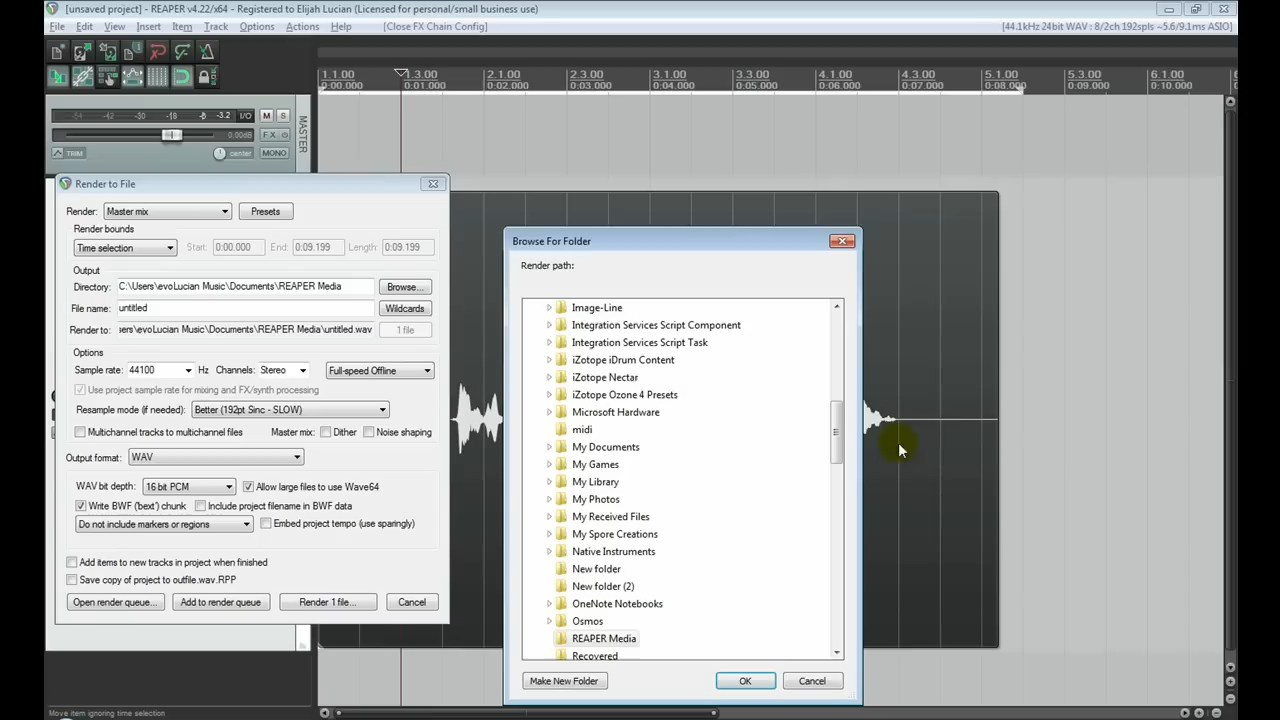 [unsaved project] - REAPER v4.22/x64 - Registered to Elijah Lucian (Licensed for personal/small business use)
File Edit View Insert Item Track Options Actions Help [Close FX Chain Config] [44.1kHz 24bit WAV : 8/2ch 192spls ~5.6/9.1ms ASIO]
1.1.00 1.3.00 2.1.00 2.3.00 3.1.00 3.3.00 4.1.00 4.3.00 5.1.00 5.3.00 6.1.00
0:00.000 0:01.000 0:02.000 0:03.000 0:04.000 0:05.000 0:06.000 0:07.000 0:08.000 0:09.000 0:10.000
-54 -42 -30 -18 -8 -3.2 I/O M S
0.00dB FX
TRIM center MONO
MASTER
Render to File
Render: Master mix Presets
Render bounds
Time selection Start: 0:00.000 End: 0:09.199 Length: 0:09.199
Output
Directory: C:\Users\evoLucian Music\Documents\REAPER Media Browse...
File name: untitled Wildcards
Render to: ers\evoLucian Music\Documents\REAPER Media\untitled.wav 1 file
Options
Sample rate: 44100 Hz Channels: Stereo Full-speed Offline
Use project sample rate for mixing and FX/synth processing
Resample mode (if needed): Better (192pt Sinc - SLOW)
Multichannel tracks to multichannel files Master mix: Dither Noise shaping
Output format: WAV
WAV bit depth: 16 bit PCM Allow large files to use Wave64
Write BWF ('bext') chunk Include project filename in BWF data
Do not include markers or regions Embed project tempo (use sparingly)
Add items to new tracks in project when finished
Save copy of project to outfile.wav.RPP
Open render queue... Add to render queue Render 1 file... Cancel
Browse For Folder
Render path:
Image-Line
Integration Services Script Component
Integration Services Script Task
iZotope iDrum Content
iZotope Nectar
iZotope Ozone 4 Presets
Microsoft Hardware
midi
My Documents
My Games
My Library
My Photos
My Received Files
My Spore Creations
Native Instruments
New folder
New folder (2)
OneNote Notebooks
Osmos
REAPER Media
Recovered
Make New Folder OK Cancel
Move item ignoring time selection